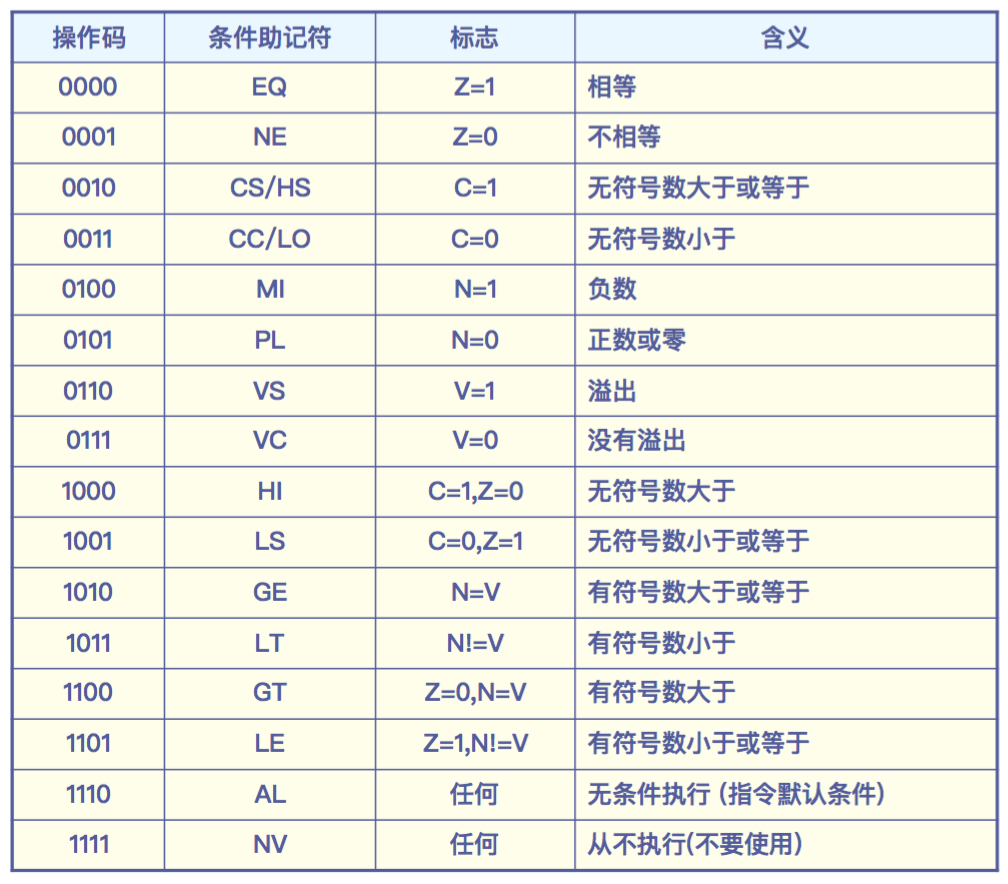 操作码 条件助记符 标志 含义
0000 EQ Z=1 相等
0001 NE Z=0 不相等
0010 CS/HS C=1 无符号数大于或等于
0011 CC/LO C=0 无符号数小于
0100 MI N=1 负数
0101 PL N=0 正数或零
0110 VS V=1 溢出
0111 VC V=0 没有溢出
1000 HI C=1,Z=0 无符号数大于
1001 LS C=0,Z=1 无符号数小于或等于
1010 GE N=V 有符号数大于或等于
1011 LT N!=V 有符号数小于
1100 GT Z=0,N=V 有符号数大于
1101 LE Z=1,N!=V 有符号数小于或等于
1110 AL 任何 无条件执行 (指令默认条件)
1111 NV 任何 从不执行(不要使用)